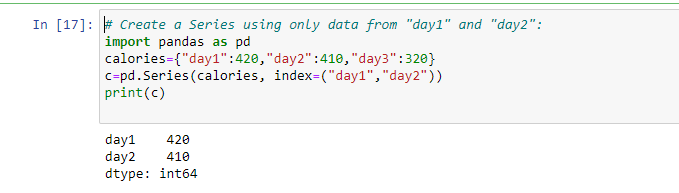 In [17]: # Create a Series using only data from "day1" and "day2":
import pandas as pd
calories={"day1":420,"day2":410,"day3":320}
c=pd.Series(calories, index=("day1","day2"))
print(c)
day1    420
day2    410
dtype: int64